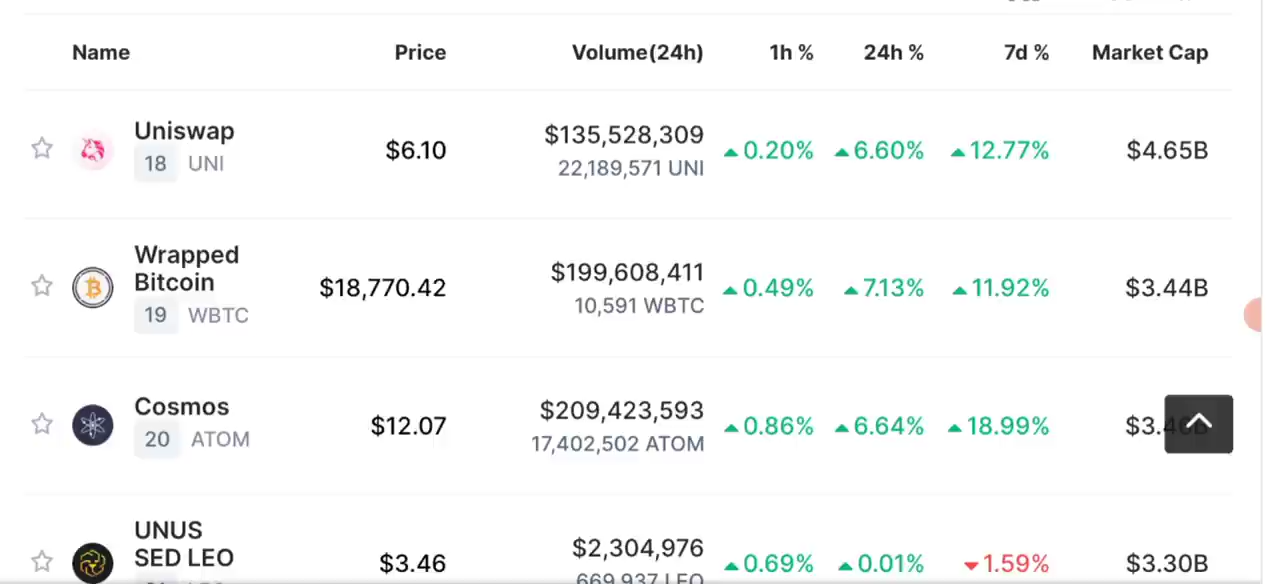 Name Price Volume(24h) 1h % 24h % 7d % Market Cap
Uniswap
18 UNI
$6.10
$135,528,309
22,189,571 UNI
0.20% 6.60% 12.77% $4.65B
Wrapped
Bitcoin
19 WBTC
$18,770.42
$199,608,411
10,591 WBTC
0.49% 7.13% 11.92% $3.44B
Cosmos
20 ATOM
$12.07
$209,423,593
17,402,502 ATOM
0.86% 6.64% 18.99%
UNUS
SED LEO
$3.46
$2,304,976
669,937 LEO
0.69% 0.01% 1.59% $3.30B